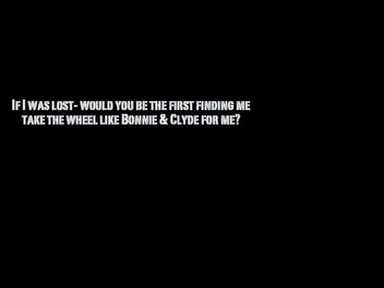 If I was lost- would you be the first finding me
take the wheel like Bonnie & Clyde for me?